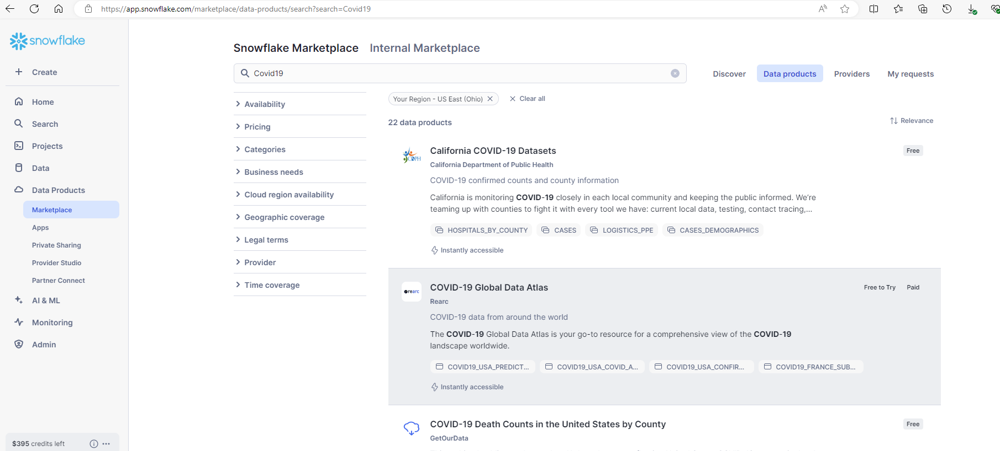 https://app.snowflake.com/marketplace/data-products/search?search=Covid19
snowflake
Create
Home
Search
Projects
Data
Data Products
Marketplace
Apps
Private Sharing
Provider Studio
Partner Connect
AI & ML
Monitoring
Admin
$395 credits left
Snowflake Marketplace Internal Marketplace
Covid19
Discover Data products Providers My requests
Availability
Pricing
Categories
Business needs
Cloud region availability
Geographic coverage
Legal terms
Provider
Time coverage
Your Region - US East (Ohio) Clear all
22 data products Relevance
CDPH
California COVID-19 Datasets Free
California Department of Public Health
COVID-19 confirmed counts and county information
California is monitoring COVID-19 closely in each local community and keeping the public informed. We're
teaming up with counties to fight it with every tool we have: current local data, testing, contact tracing,...
HOSPITALS_BY_COUNTY CASES LOGISTICS_PPE CASES_DEMOGRAPHICS
Instantly accessible
rearc
COVID-19 Global Data Atlas Free to Try Paid
Rearc
COVID-19 data from around the world
The COVID-19 Global Data Atlas is your go-to resource for a comprehensive view of the COVID-19
landscape worldwide.
COVID19_USA_PREDICT... COVID19_USA_COVID_A... COVID19_USA_CONFIR... COVID19_FRANCE_SUB...
Instantly accessible
COVID-19 Death Counts in the United States by County Free
GetOurData